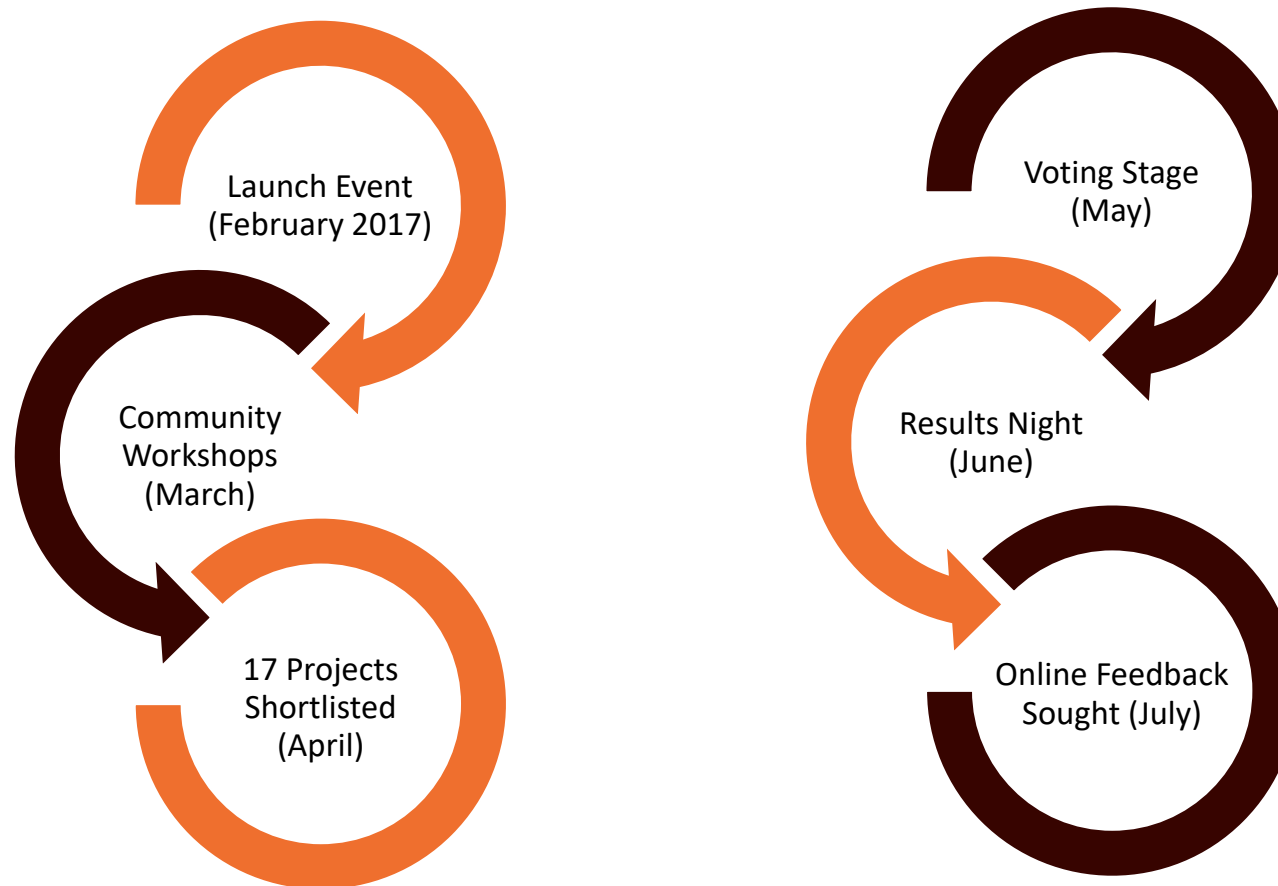 Launch Event
(February 2017)
Community
Workshops
(March)
17 Projects
Shortlisted
(April)
Voting Stage
(May)
Results Night
(June)
Online Feedback
Sought (July)